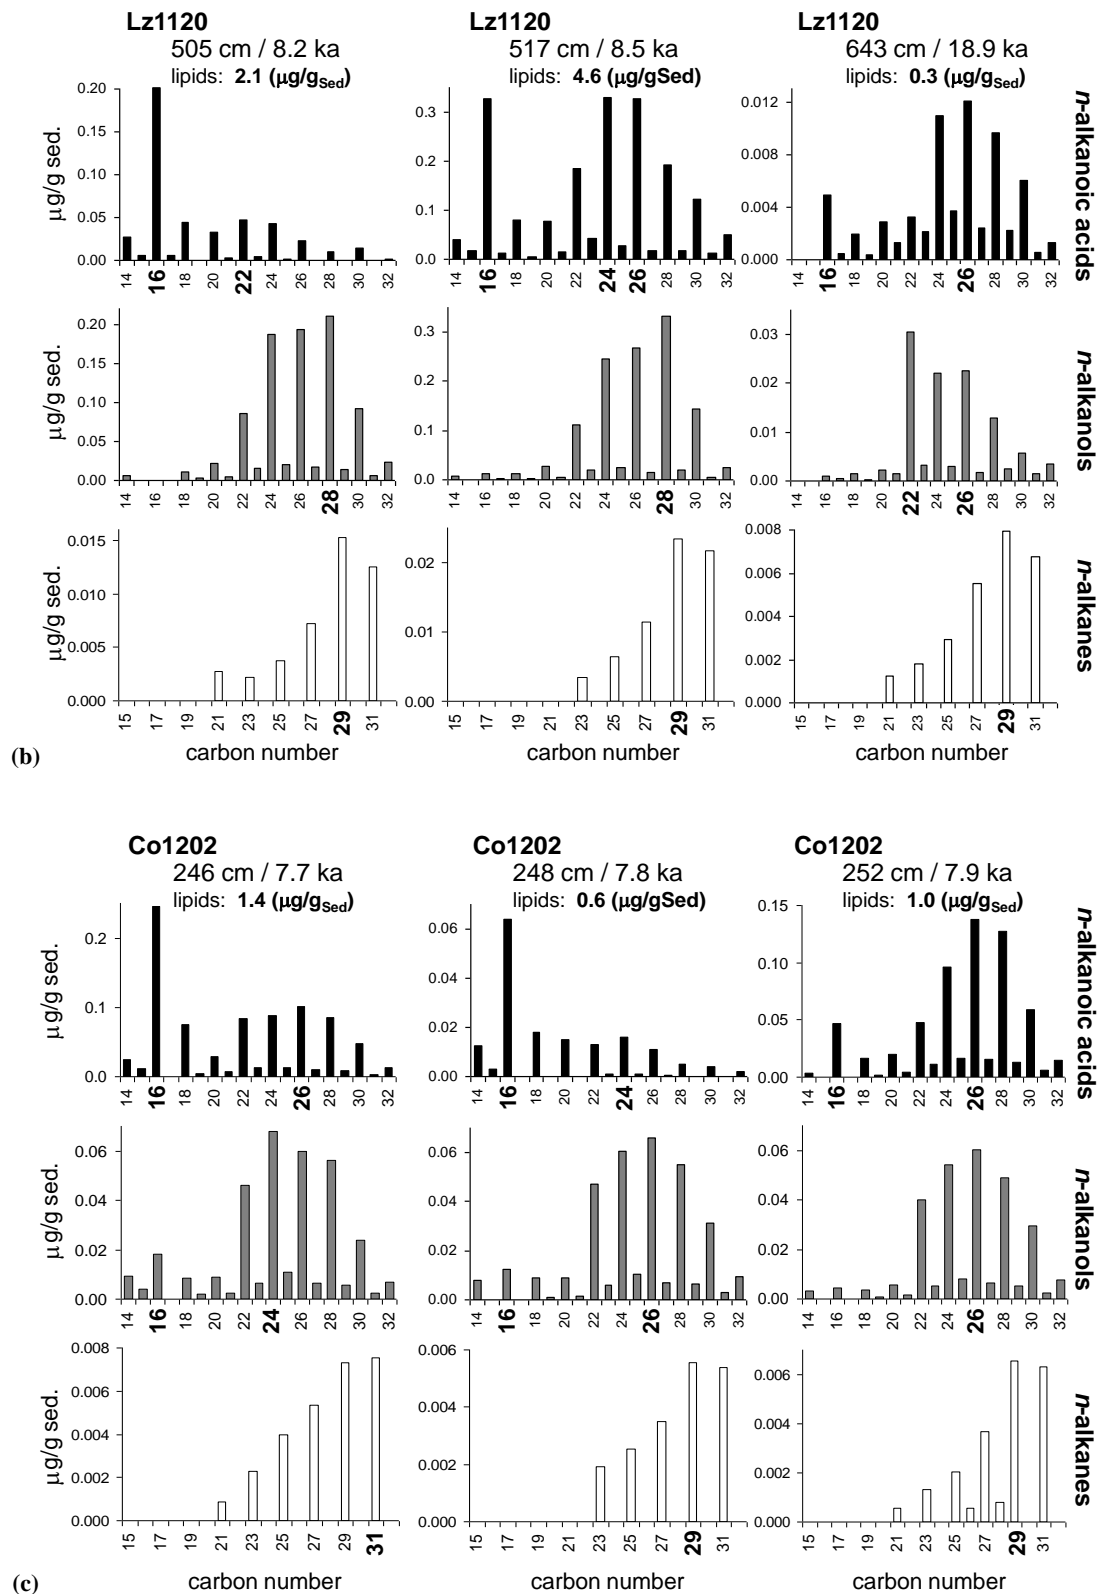 Lz1120
505 cm / 8.2 ka
lipids: 2.1 (μg/gSed)
Lz1120
517 cm / 8.5 ka
lipids: 4.6 (μg/gSed)
Lz1120
643 cm / 18.9 ka
lipids: 0.3 (μg/gSed)
μg/g sed.
0.20
0.15
0.10
0.05
0.00
14 16 18 20 22 24 26 28 30 32
0.3
0.2
0.1
0.0
14 16 18 20 22 24 26 28 30 32
0.012
0.008
0.004
0.000
16 18 20 22 24 26 28 30 32
n-alkanoic acids
μg/g sed.
0.20
0.15
0.10
0.05
0.00
14 16 18 20 22 24 26 28 30 32
0.3
0.2
0.1
0.0
14 16 18 20 22 24 26 28 30 32
0.03
0.02
0.01
0.00
14 16 18 20 22 24 26 28 30 32
n-alkanols
μg/g sed.
0.015
0.010
0.005
0.000
15 17 19 21 23 25 27 29 31
0.02
0.01
0.00
15 17 19 21 23 25 27 29 31
0.008
0.006
0.004
0.002
0.000
15 17 19 21 23 25 27 29 31
n-alkanes
(b)
carbon number
carbon number
carbon number
Co1202
246 cm / 7.7 ka
lipids: 1.4 (μg/gSed)
Co1202
248 cm / 7.8 ka
lipids: 0.6 (μg/gSed)
Co1202
252 cm / 7.9 ka
lipids: 1.0 (μg/gSed)
μg/g sed.
0.2
0.1
0.0
14 16 18 20 22 24 26 28 30 32
0.06
0.04
0.02
0.00
14 16 18 20 22 24 26 28 30 32
0.15
0.10
0.05
0.00
14 16 18 20 22 24 26 28 30 32
n-alkanoic acids
μg/g sed.
0.06
0.04
0.02
0.00
14 16 18 20 22 24 26 28 30 32
0.06
0.04
0.02
0.00
14 16 18 20 22 24 26 28 30 32
0.06
0.04
0.02
0.00
14 16 18 20 22 24 26 28 30 32
n-alkanols
μg/g sed.
0.008
0.006
0.004
0.002
0.000
15 17 19 21 23 25 27 29 31
0.006
0.004
0.002
0.000
15 17 19 21 23 25 27 29 31
0.006
0.004
0.002
0.000
15 17 19 21 23 25 27 29 31
n-alkanes
(c)
carbon number
carbon number
carbon number